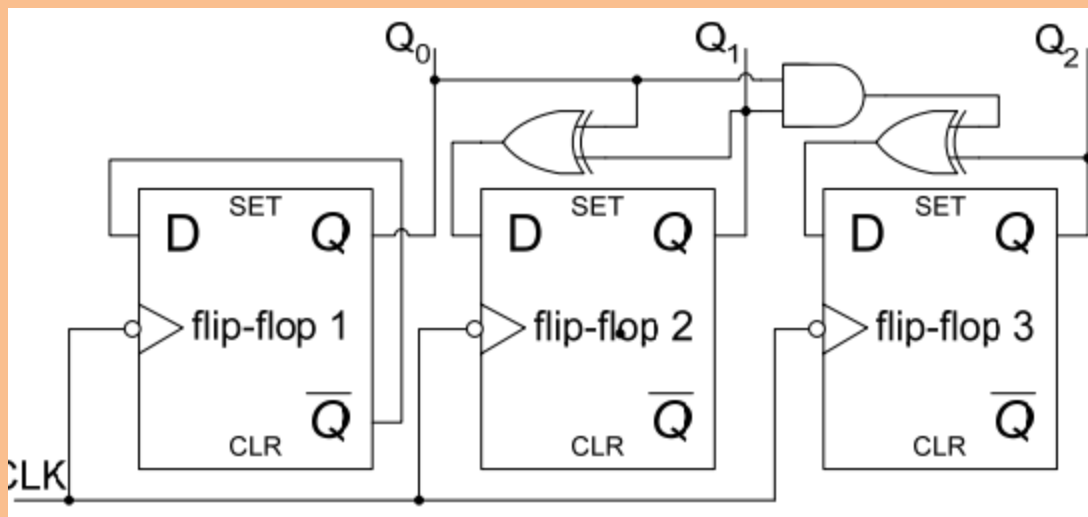 Q0 Q1 Q2
SET SET SET
D Q D Q D Q
flip-flop 1 flip-flop 2 flip-flop 3
Q Q Q
CLR CLR CLR
CLK